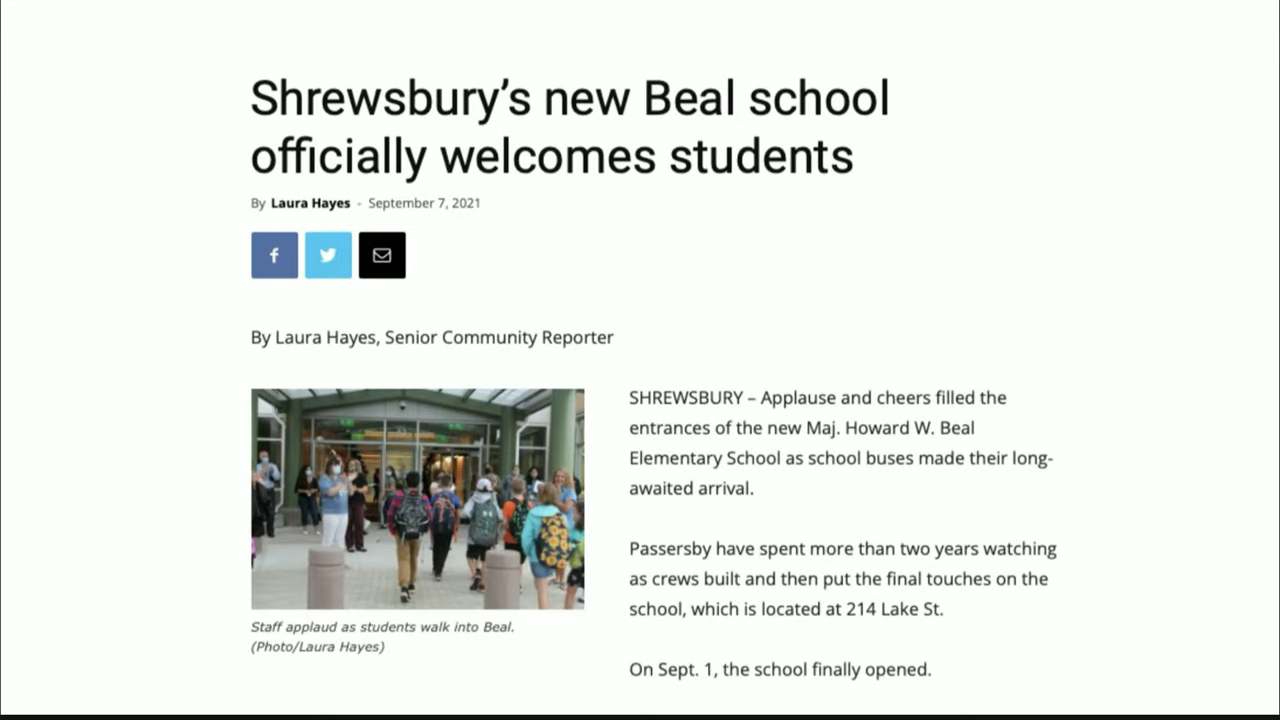 Shrewsbury’s new Beal school
officially welcomes students
By Laura Hayes - September 7, 2021
By Laura Hayes, Senior Community Reporter
SHREWSBURY – Applause and cheers filled the
entrances of the new Maj. Howard W. Beal
Elementary School as school buses made their long-
awaited arrival.
Passersby have spent more than two years watching
as crews built and then put the final touches on the
school, which is located at 214 Lake St.
On Sept. 1, the school finally opened.
Staff applaud as students walk into Beal.
(Photo/Laura Hayes)